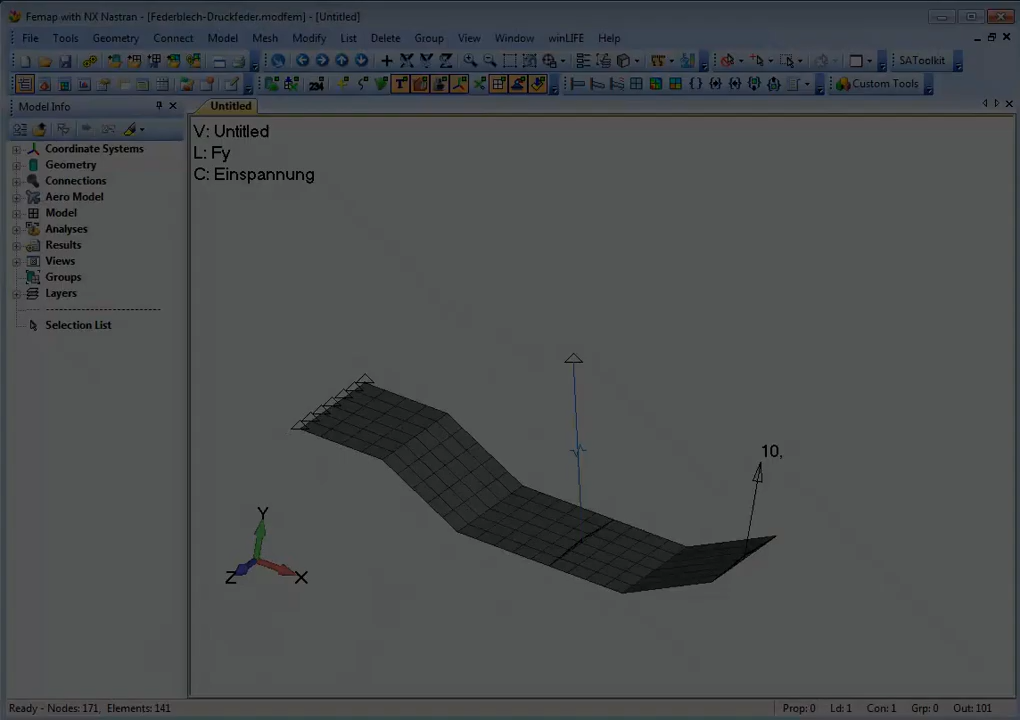 Femap with NX Nastran - [Federblech-Druckfeder.modfem] - [Untitled]
File Tools Geometry Connect Model Mesh Modify List Delete Group View Window winLIFE Help
SAToolkit
Custom Tools
Model Info
Untitled
Coordinate Systems
Geometry
Connections
Aero Model
Model
Analyses
Results
Views
Groups
Layers
Selection List
V: Untitled
L: Fy
C: Einspannung
10,
Y
Z
X
Ready - Nodes: 171, Elements: 141
Prop: 0 Ld: 1 Con: 1 Grp: 0 Out: 101